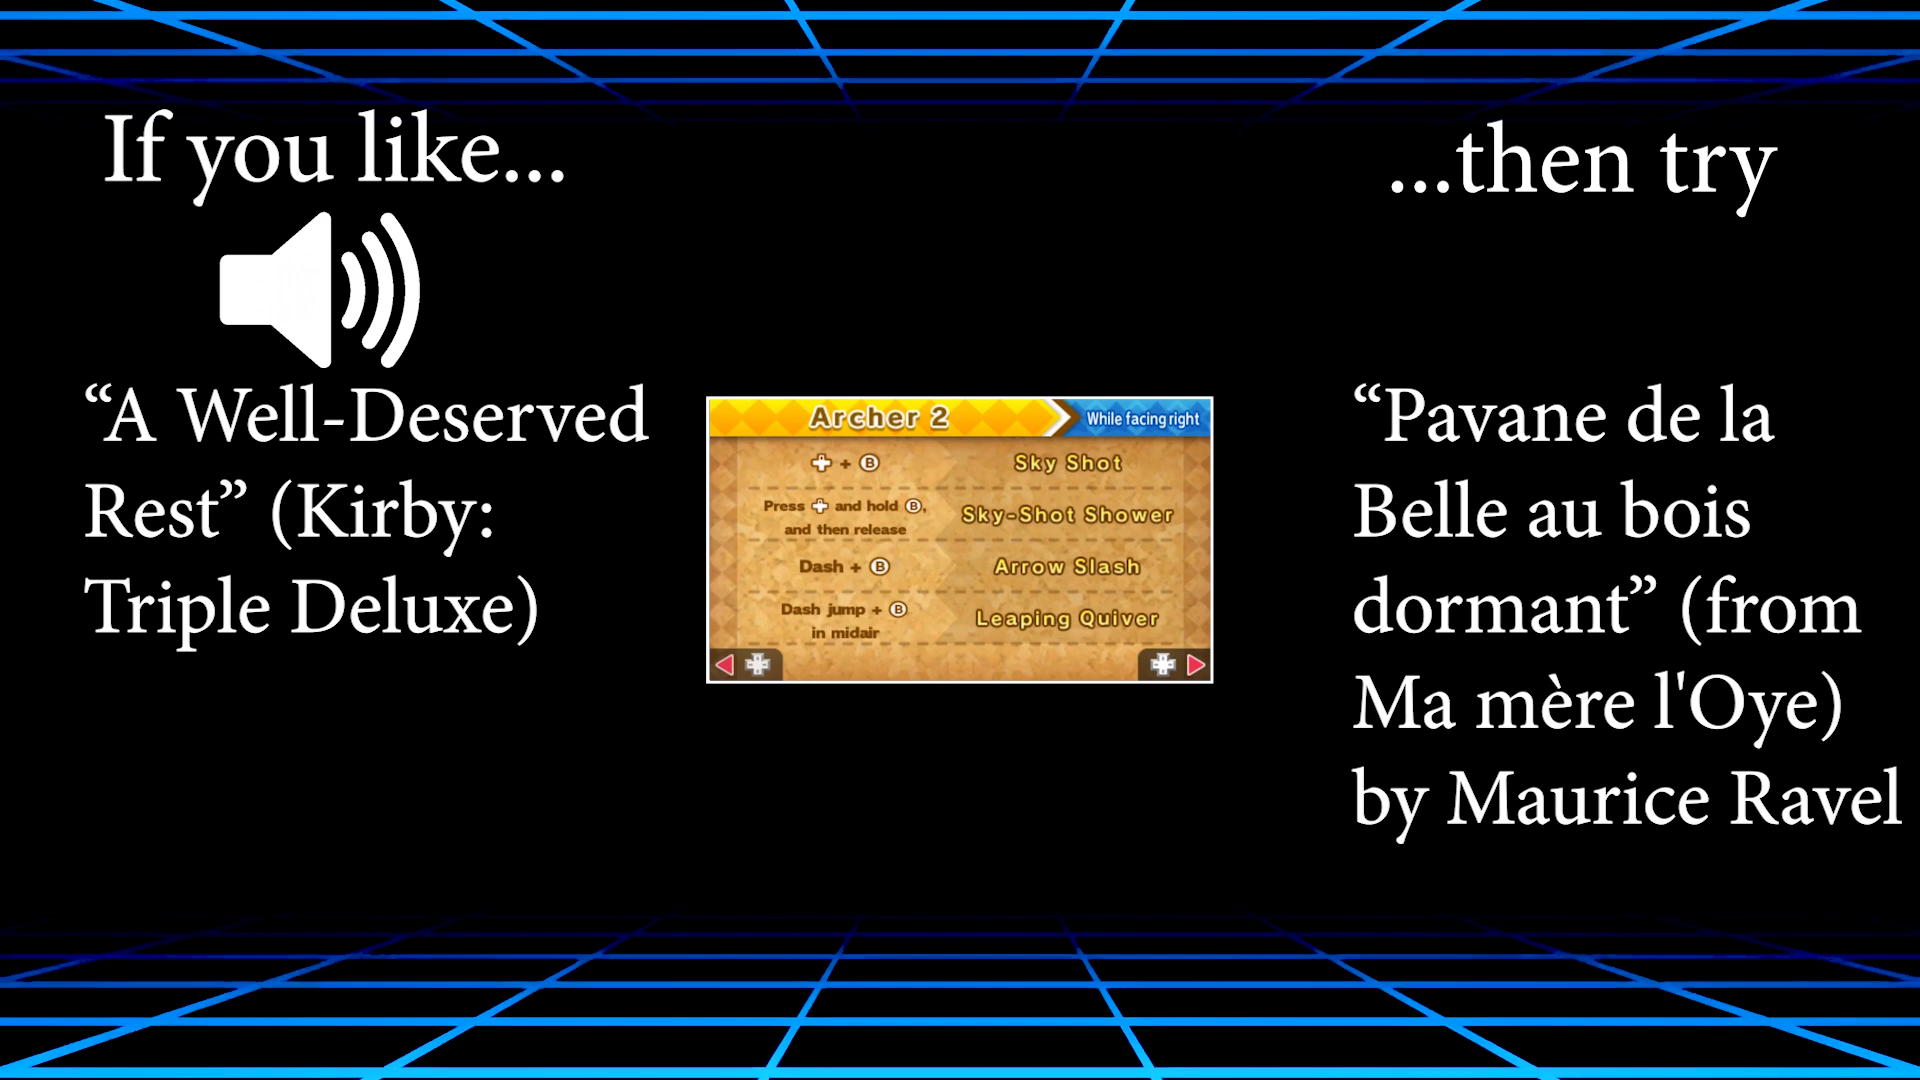 If you like...
...then try
“A Well-Deserved
Rest” (Kirby:
Triple Deluxe)
Archer 2
While facing right
+ B
Sky Shot
Press and hold B,
and then release
Sky-Shot Shower
Dash + B
Arrow Slash
Dash jump + B
in midair
Leaping Quiver
“Pavane de la
Belle au bois
dormant” (from
Ma mère l'Oye)
by Maurice Ravel